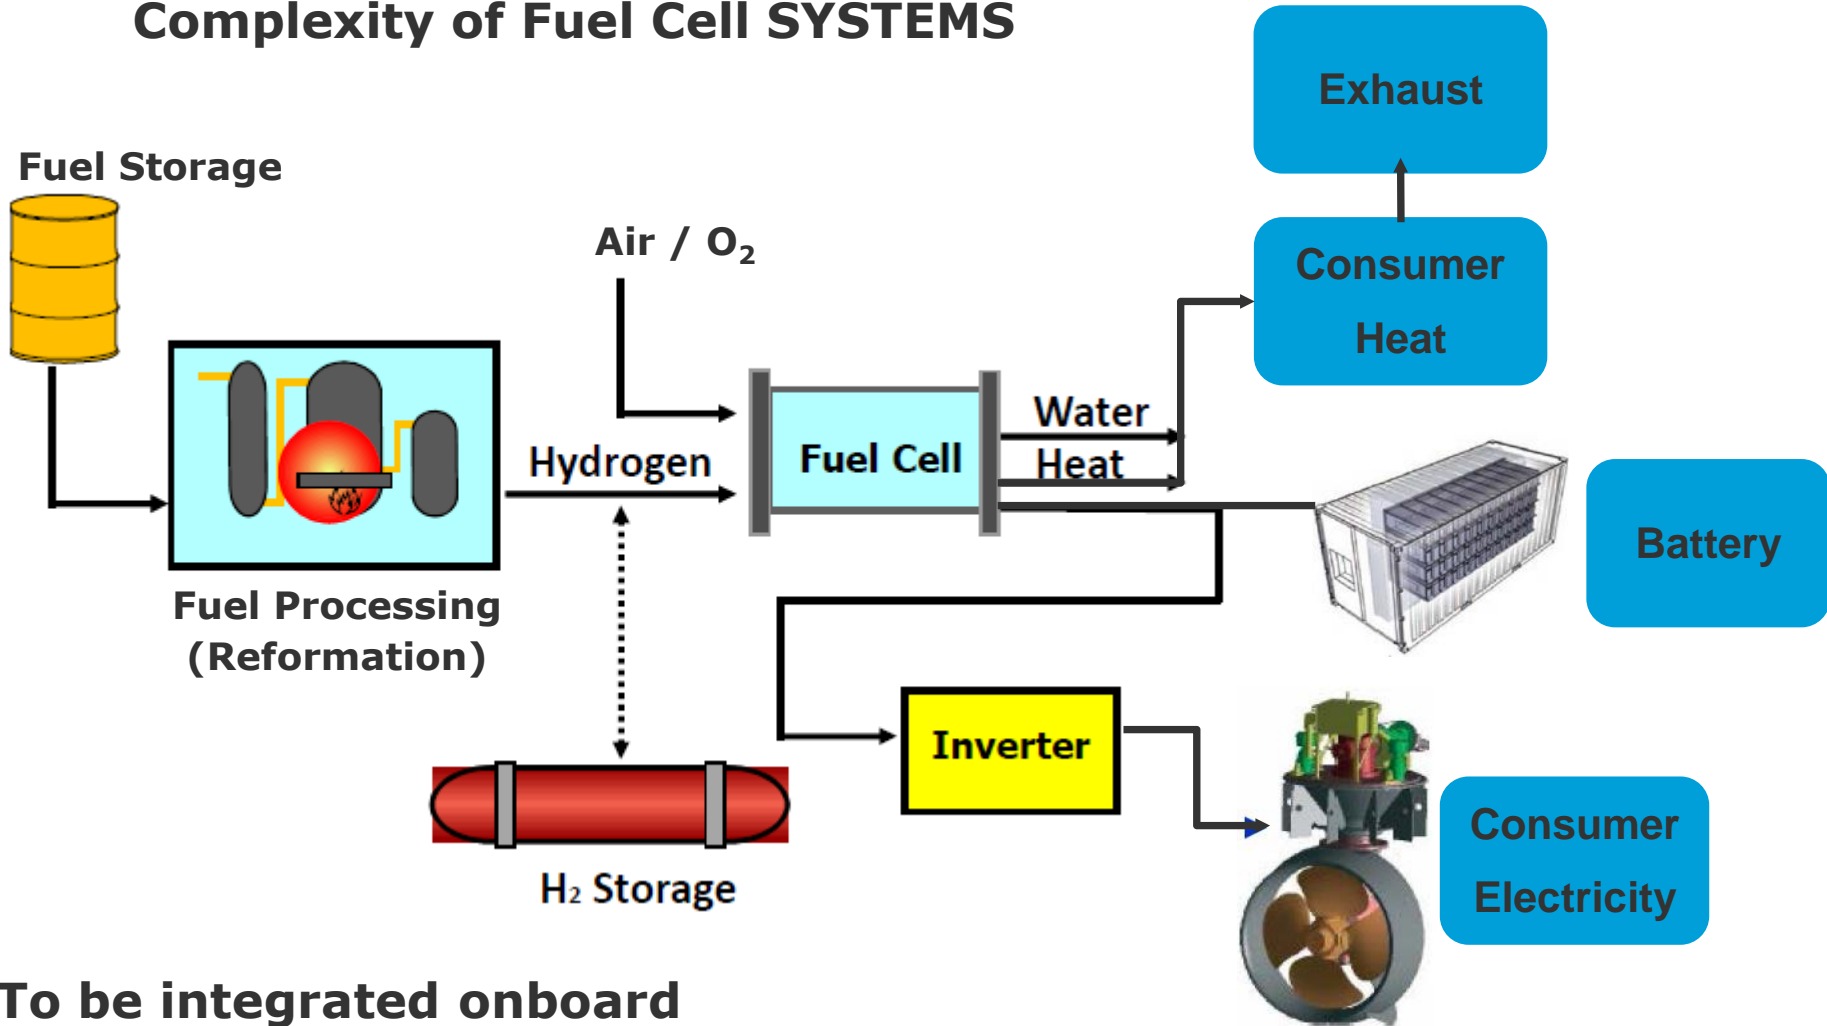 Complexity of Fuel Cell SYSTEMS
Exhaust
Fuel Storage
Air / O₂
Consumer
Heat
Water
Hydrogen
Fuel Cell
Heat
Battery
Fuel Processing
(Reformation)
Inverter
Consumer
Electricity
H₂ Storage
To be integrated onboard